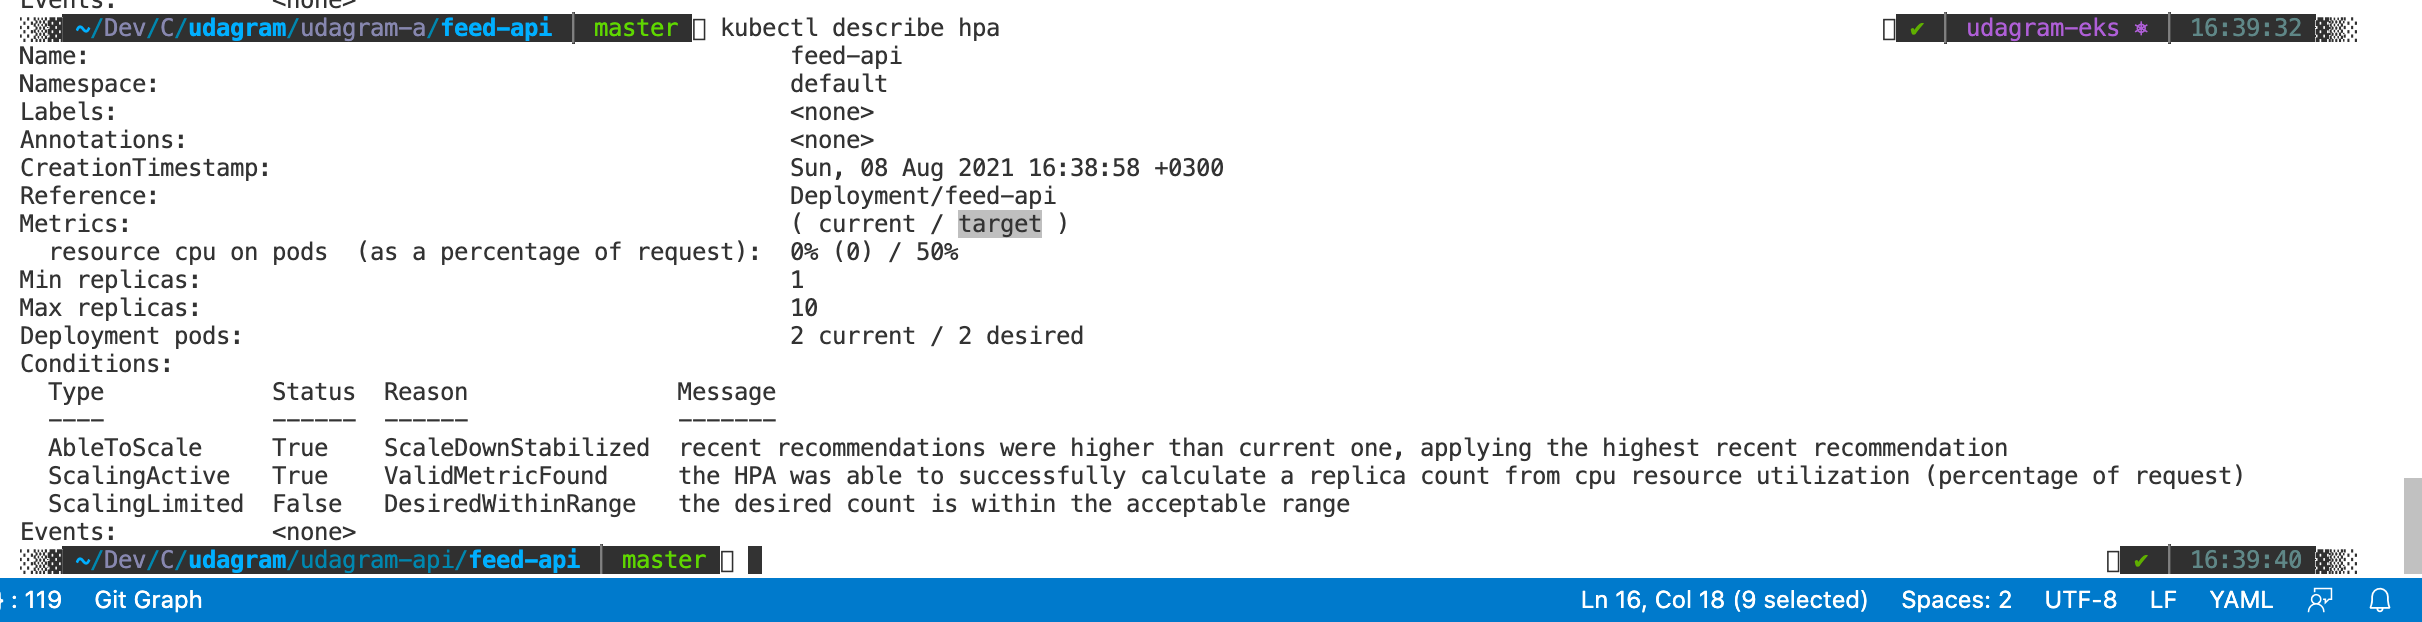 Events:           <none>
~/Dev/C/udagram/udagram-a/feed-api | master kubectl describe hpa ✔ | udagram-eks ⎈ | 16:39:32
Name: feed-api
Namespace: default
Labels: <none>
Annotations: <none>
CreationTimestamp: Sun, 08 Aug 2021 16:38:58 +0300
Reference: Deployment/feed-api
Metrics: ( current / target )
resource cpu on pods  (as a percentage of request):  0% (0) / 50%
Min replicas: 1
Max replicas: 10
Deployment pods: 2 current / 2 desired
Conditions:
Type            Status  Reason               Message
----            ------  ------               -------
AbleToScale     True    ScaleDownStabilized  recent recommendations were higher than current one, applying the highest recent recommendation
ScalingActive   True    ValidMetricFound     the HPA was able to successfully calculate a replica count from cpu resource utilization (percentage of request)
ScalingLimited  False   DesiredWithinRange   the desired count is within the acceptable range
Events:           <none>
~/Dev/C/udagram/udagram-api/feed-api | master ✔ | 16:39:40
: 119 Git Graph Ln 16, Col 18 (9 selected) Spaces: 2 UTF-8 LF YAML